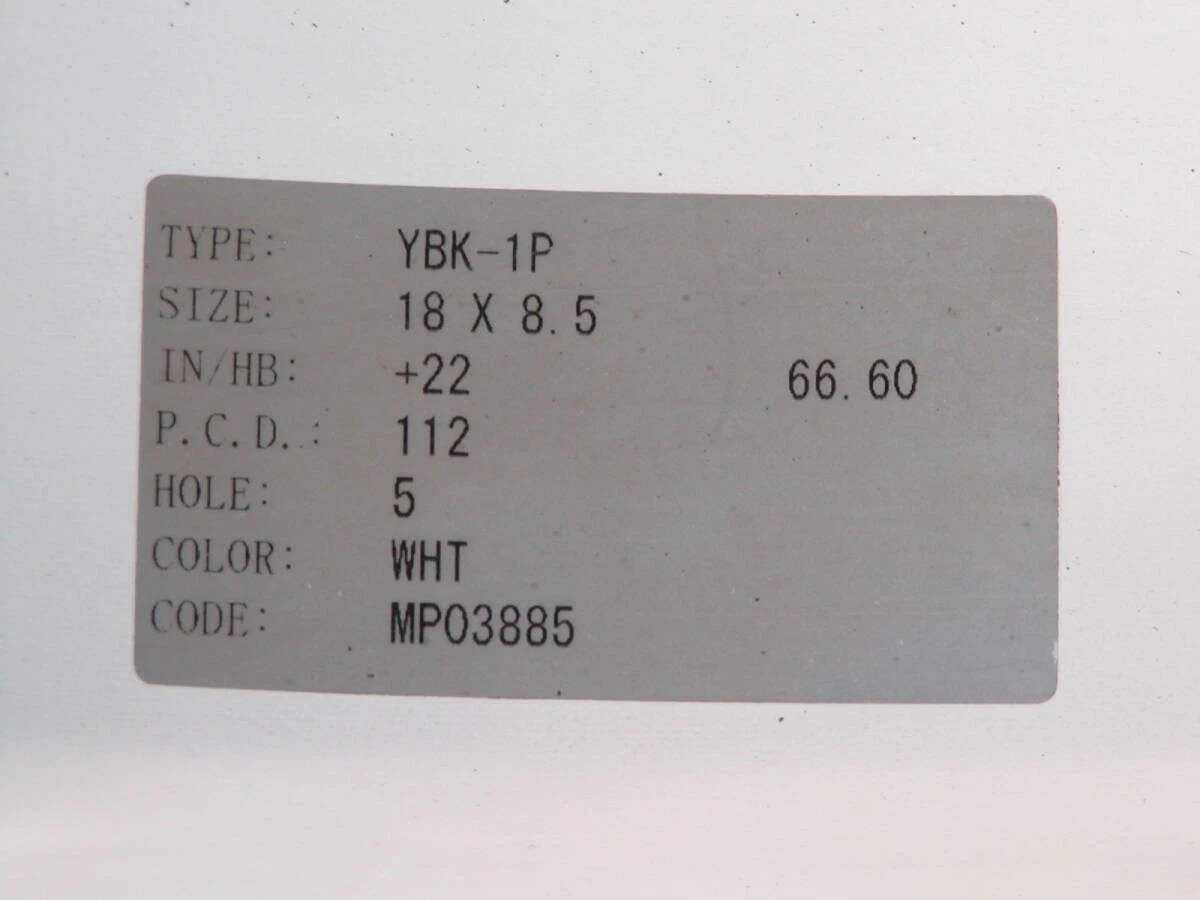 TYPE: YBK-1P
SIZE: 18 X 8.5
IN/HB: +22 66.60
P.C.D.: 112
HOLE: 5
COLOR: WHT
CODE: MP03885